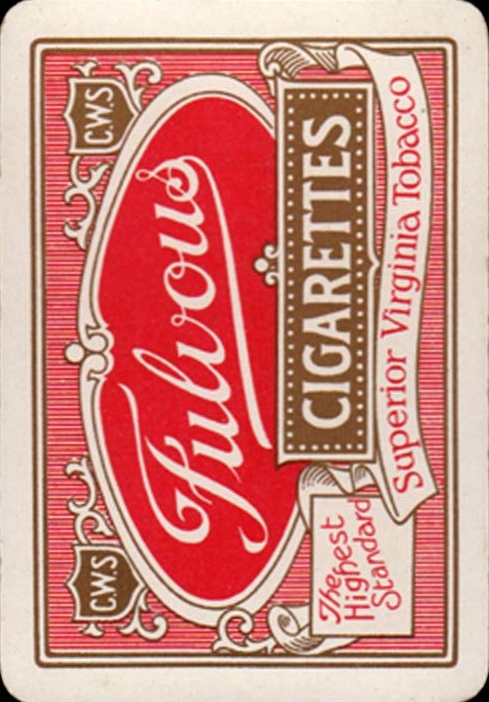 C.W.S
C.W.S
Fulvous
CIGARETTES
The
Highest
Standard
Superior Virginia Tobacco